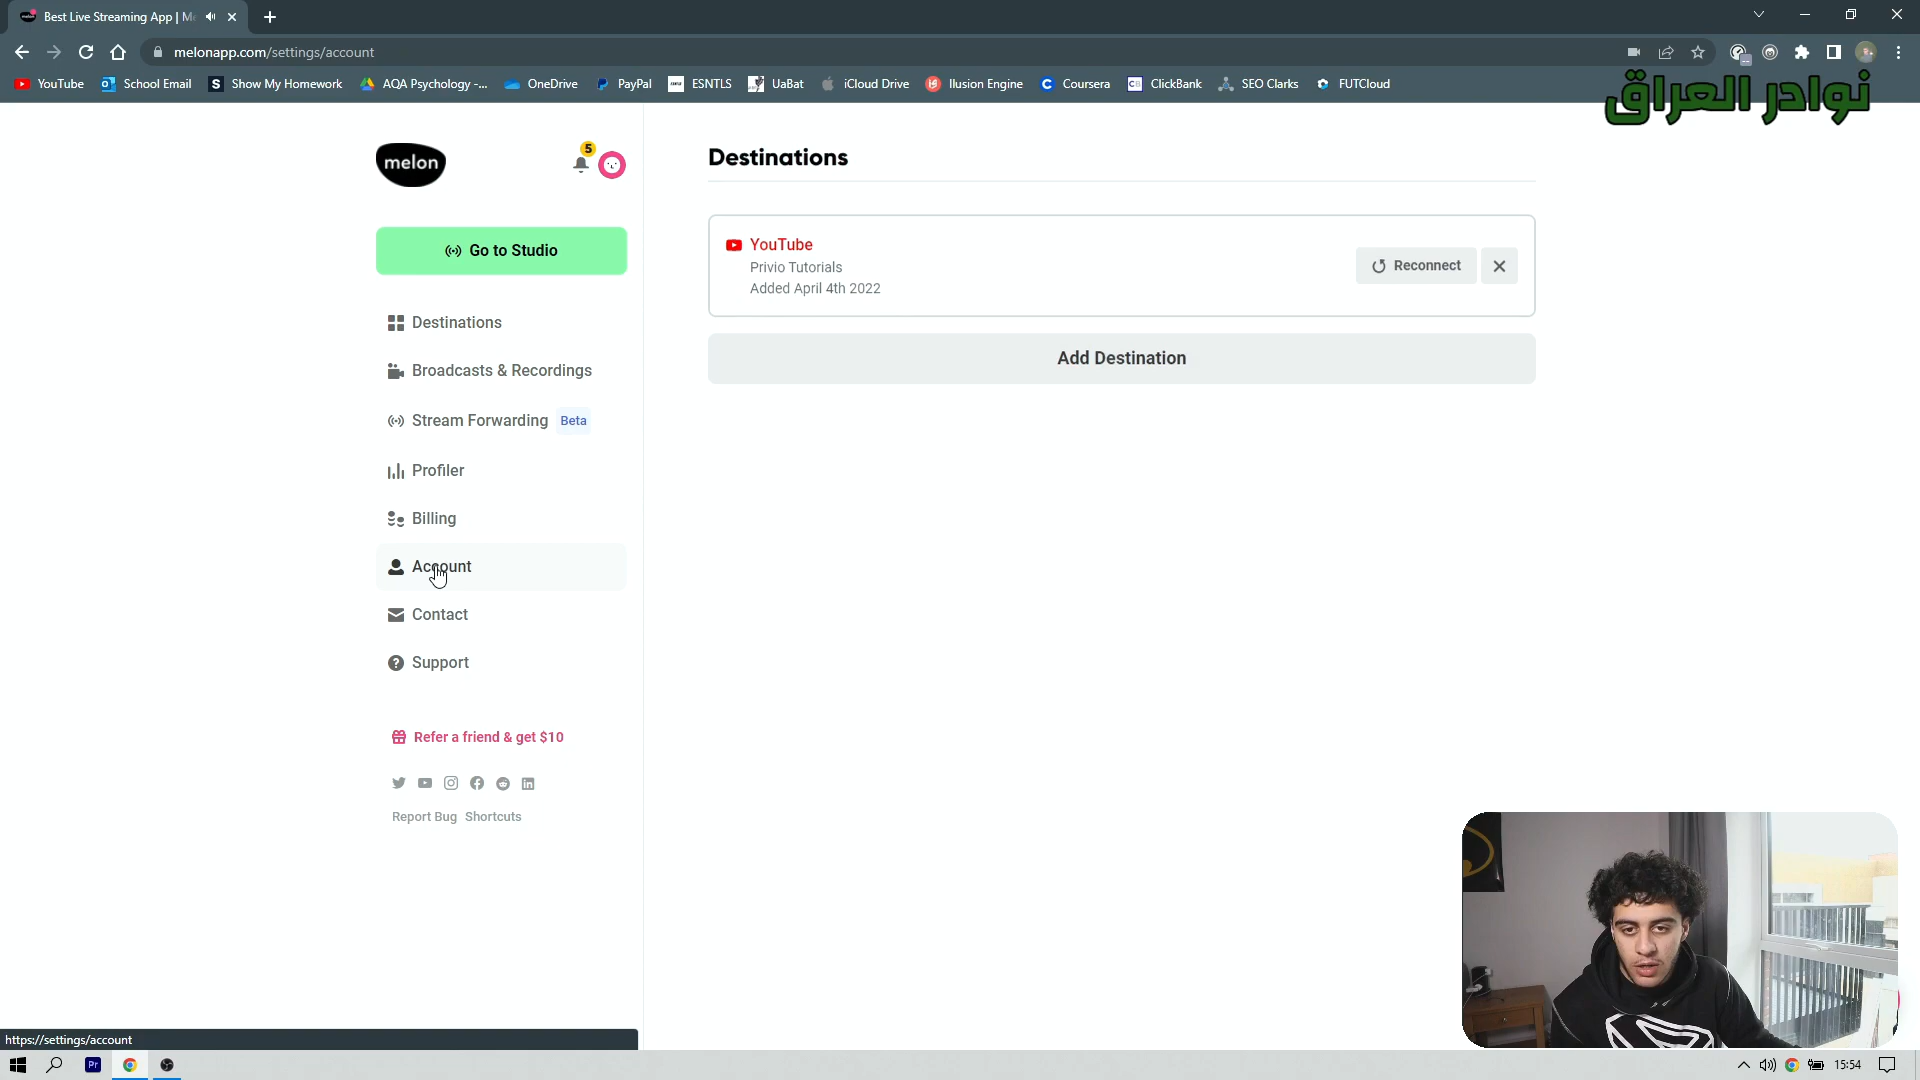 Best Live Streaming App | M
melonapp.com/settings/account
YouTube
School Email
S
Show My Homework
AQA Psychology -...
OneDrive
PayPal
ESNTLS
UaBat
iCloud Drive
Ilusion Engine
C
Coursera
CB
ClickBank
SEO Clarks
FUTCloud
نوادر العراق
melon
5
Go to Studio
Destinations
Broadcasts & Recordings
Stream Forwarding Beta
Profiler
Billing
Account
Contact
Support
Refer a friend & get $10
Report Bug Shortcuts
Destinations
YouTube
Privio Tutorials
Added April 4th 2022
Reconnect
Add Destination
https://settings/account
Pr
15:54